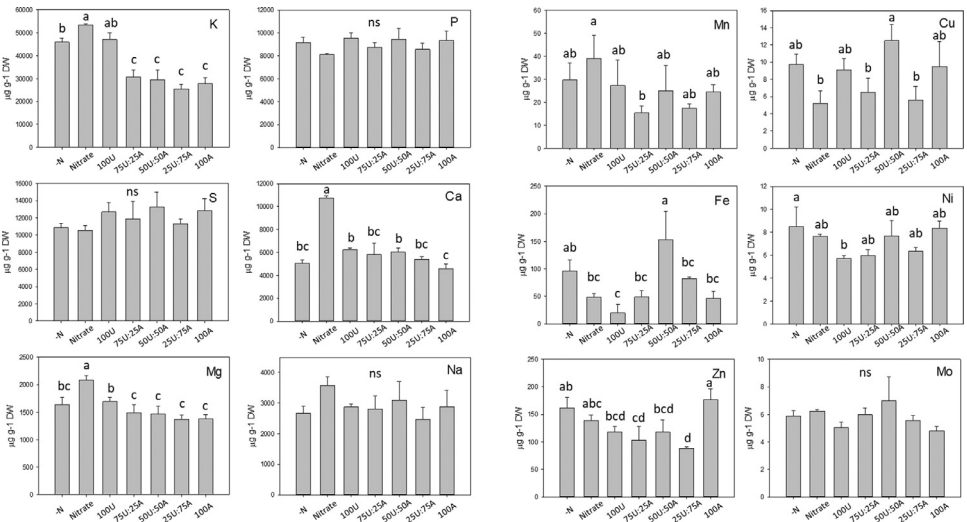 K
µg g-1 DW
60000
50000
40000
30000
20000
10000
0
b
a
ab
c
c
c
c
-N
Nitrate
100U
75U:25A
50U:50A
25U:75A
100A
P
µg g-1 DW
12000
10000
8000
6000
4000
2000
0
ns
-N
Nitrate
100U
75U:25A
50U:50A
25U:75A
100A
Mn
µg g-1 DW
60
50
40
30
20
10
0
ab
a
ab
b
ab
ab
ab
-N
Nitrate
100U
75U:25A
50U:50A
25U:75A
100A
Cu
µg g-1 DW
16
14
12
10
8
6
4
2
0
ab
b
ab
b
a
b
ab
-N
Nitrate
100U
75U:25A
50U:50A
25U:75A
100A
S
µg g-1 DW
16000
14000
12000
10000
8000
6000
4000
2000
0
ns
-N
Nitrate
100U
75U:25A
50U:50A
25U:75A
100A
Ca
µg g-1 DW
12000
10000
8000
6000
4000
2000
0
bc
a
b
bc
b
bc
c
-N
Nitrate
100U
75U:25A
50U:50A
25U:75A
100A
Fe
µg g-1 DW
250
200
150
100
50
0
ab
bc
c
bc
a
bc
bc
-N
Nitrate
100U
75U:25A
50U:50A
25U:75A
100A
Ni
µg g-1 DW
10
8
6
4
2
0
a
ab
b
ab
ab
ab
ab
-N
Nitrate
100U
75U:25A
50U:50A
25U:75A
100A
Mg
µg g-1 DW
2500
2000
1500
1000
500
0
bc
a
b
c
c
c
c
-N
Nitrate
100U
75U:25A
50U:50A
25U:75A
100A
Na
µg g-1 DW
4000
3000
2000
1000
0
ns
-N
Nitrate
100U
75U:25A
50U:50A
25U:75A
100A
Zn
µg g-1 DW
250
200
150
100
50
0
ab
abc
bcd
cd
bcd
d
a
-N
Nitrate
100U
75U:25A
50U:50A
25U:75A
100A
Mo
µg g-1 DW
10
8
6
4
2
0
ns
-N
Nitrate
100U
75U:25A
50U:50A
25U:75A
100A